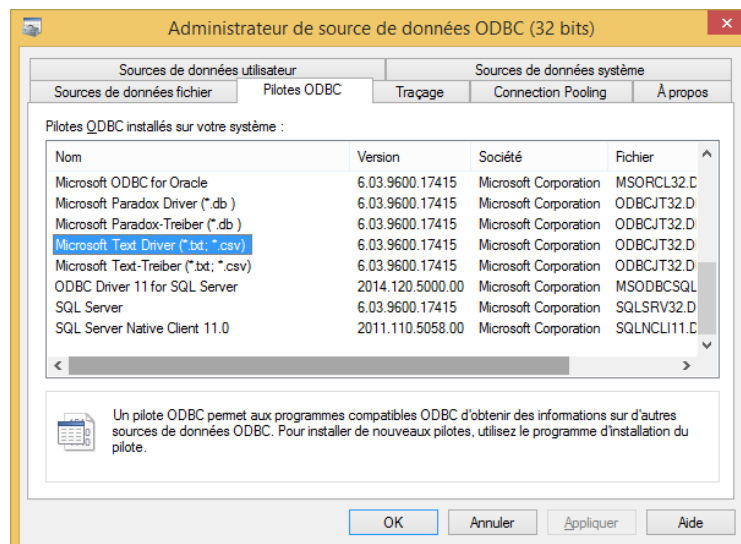 Administrateur de source de données ODBC (32 bits)
Sources de données utilisateur Sources de données système
Sources de données fichier Pilotes ODBC Traçage Connection Pooling À propos
Pilotes ODBC installés sur votre système :
Nom Version Société Fichier
Microsoft ODBC for Oracle 6.03.9600.17415 Microsoft Corporation MSORCL32.D
Microsoft Paradox Driver (*.db ) 6.03.9600.17415 Microsoft Corporation ODBCJT32.D
Microsoft Paradox-Treiber (*.db ) 6.03.9600.17415 Microsoft Corporation ODBCJT32.D
Microsoft Text Driver (*.txt; *.csv) 6.03.9600.17415 Microsoft Corporation ODBCJT32.D
Microsoft Text-Treiber (*.txt; *.csv) 6.03.9600.17415 Microsoft Corporation ODBCJT32.D
ODBC Driver 11 for SQL Server 2014.120.5000.00 Microsoft Corporation MSODBCSQL
SQL Server 6.03.9600.17415 Microsoft Corporation SQLSRV32.D
SQL Server Native Client 11.0 2011.110.5058.00 Microsoft Corporation SQLNCLI11.D
Un pilote ODBC permet aux programmes compatibles ODBC d'obtenir des informations sur d'autres
sources de données ODBC. Pour installer de nouveaux pilotes, utilisez le programme d'installation du
pilote.
OK Annuler Appliquer Aide